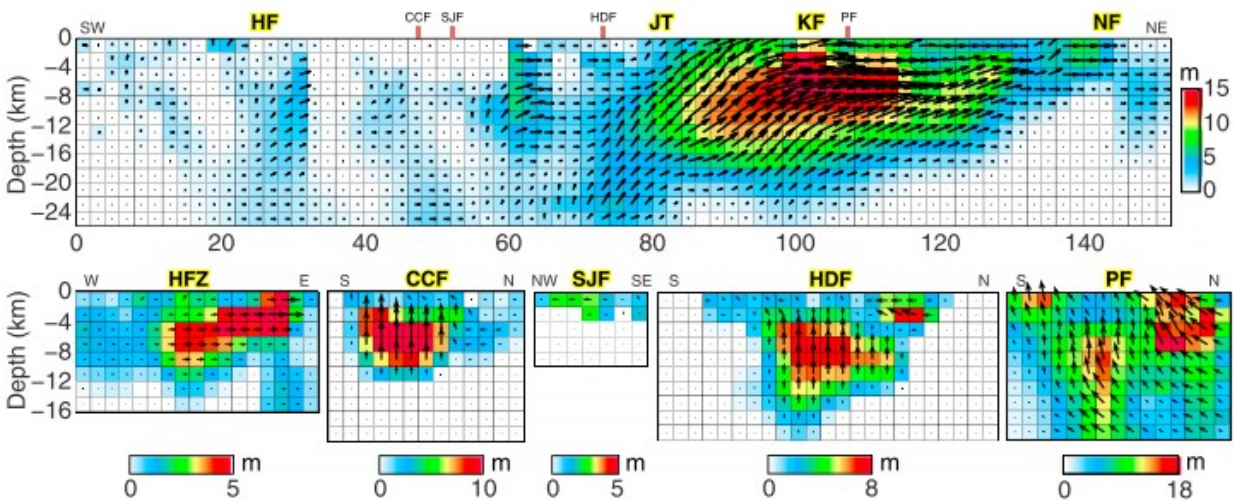 SW HF CCF SJF HDF JT KF PF NF NE
Depth (km)
0
−4
−8
−12
−16
−20
−24
0 20 40 60 80 100 120 140
m
15
10
5
0
W HFZ E S CCF N NW SJF SE S HDF N S PF N
Depth (km)
0
−4
−8
−12
−16
m m m m m
0 5 0 10 0 5 0 8 0 18